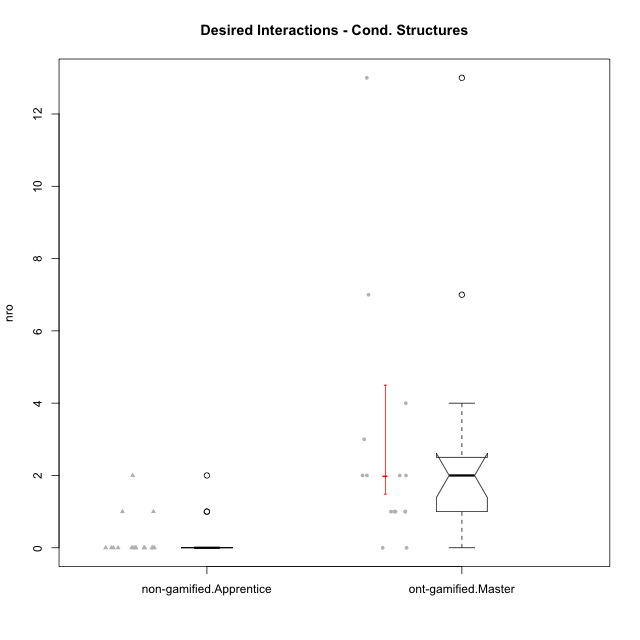 Desired Interactions - Cond. Structures
nro
12
10
8
6
4
2
0
non-gamified.Apprentice ont-gamified.Master